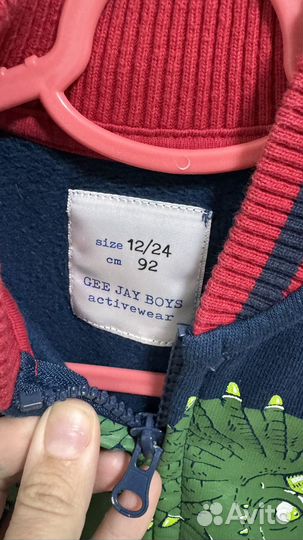 size 12/24
cm 92
GEE JAY BOYS
activewear
Avito